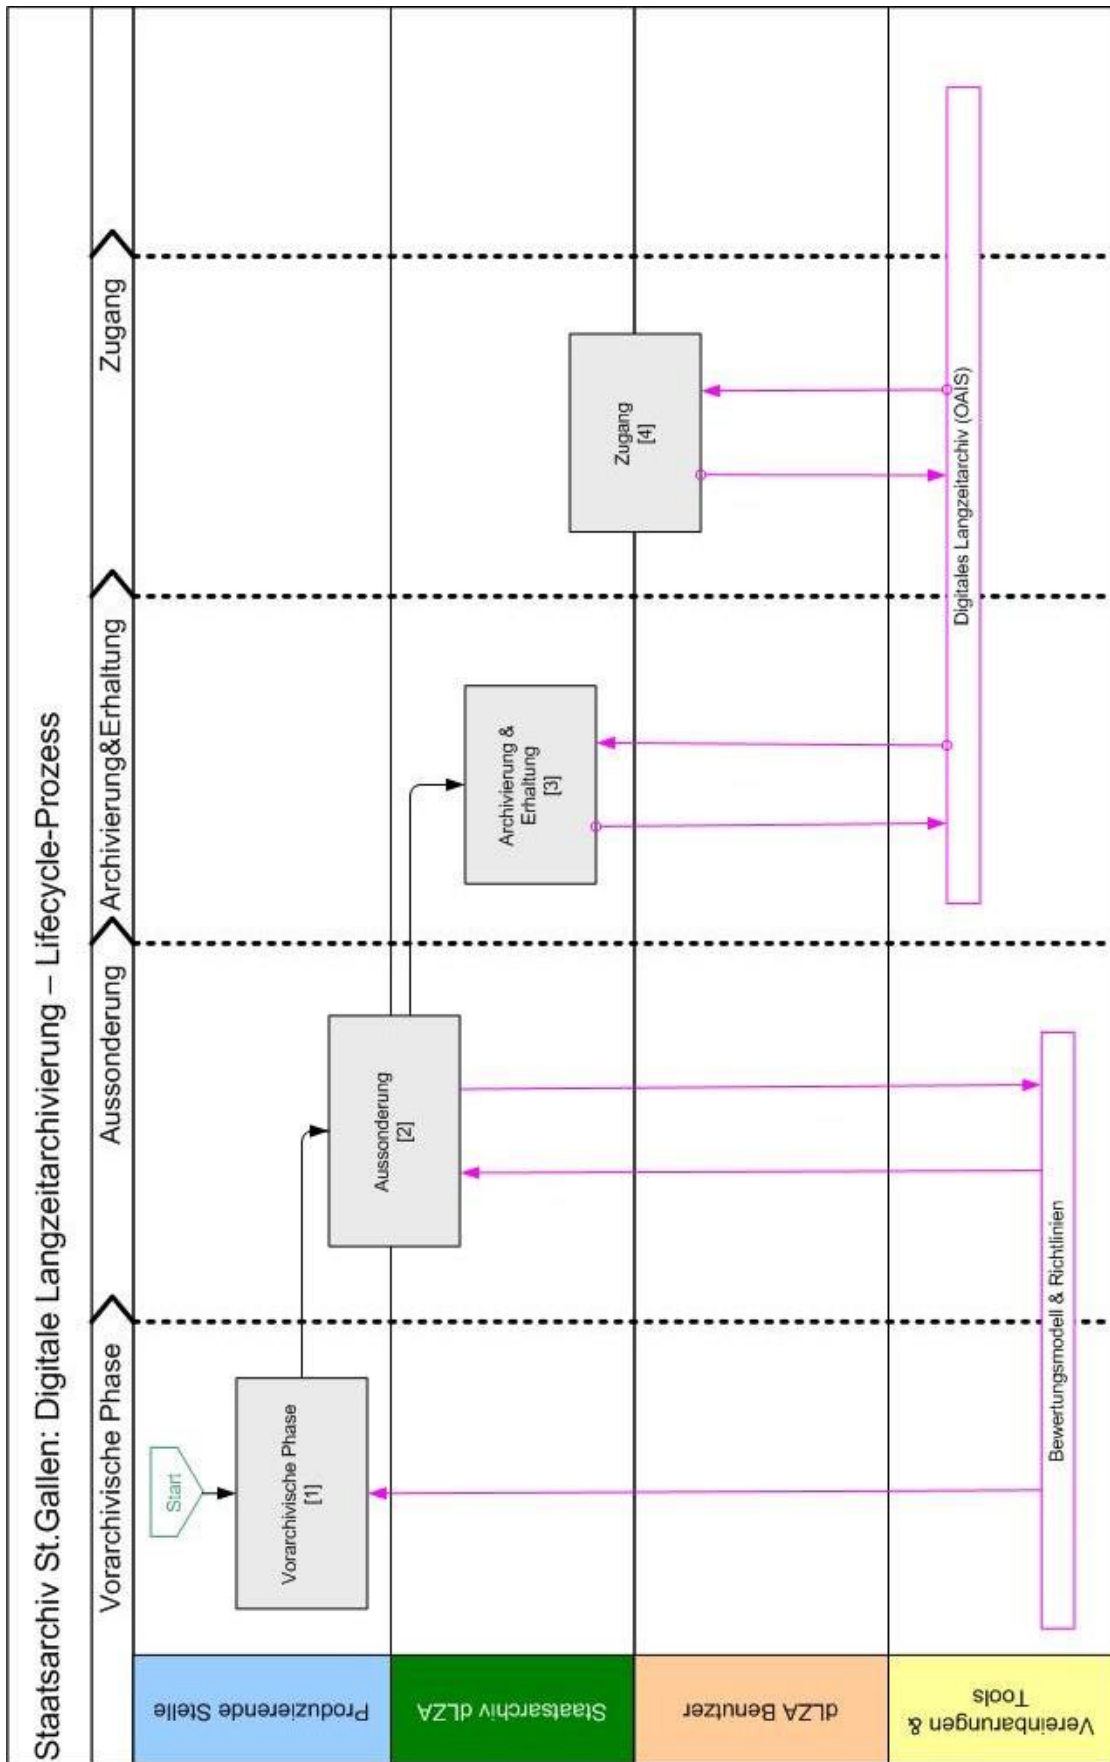 Staatsarchiv St.Gallen: Digitale Langzeitarchivierung – Lifecycle-Prozess
Vorarchivische Phase
Aussonderung
Archivierung&Erhaltung
Zugang
Produzierende Stelle
Start
Vorarchivische Phase
[1]
Aussonderung
[2]
Staatsarchiv dLZA
Archivierung &
Erhaltung
[3]
Zugang
[4]
dLZA Benutzer
Vereinbarungen &
Tools
Digitales Langzeitarchiv (OAIS)
Bewertungsmodell & Richtlinien